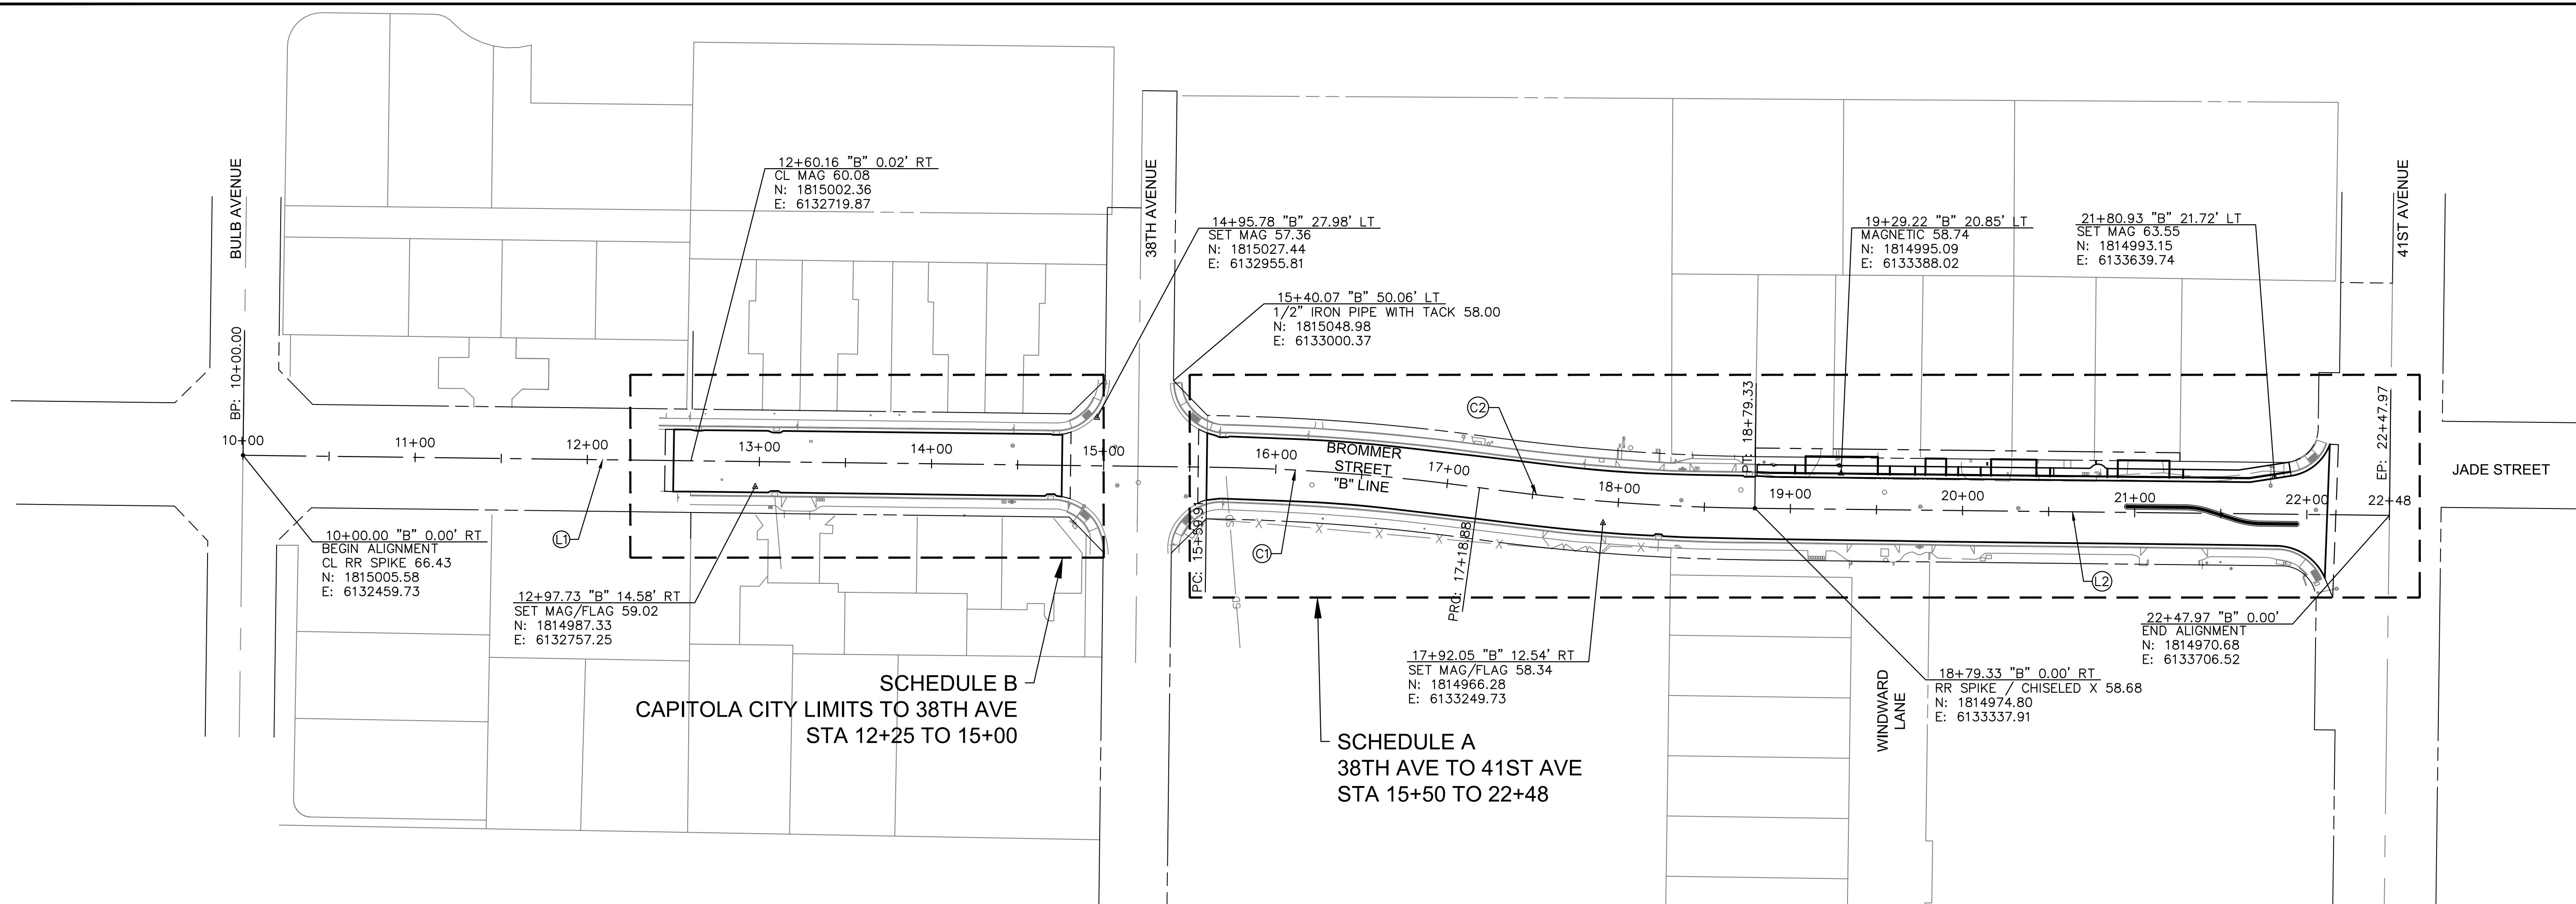 BULB AVENUE
12+60.16 "B" 0.02' RT
CL MAG 60.08
N: 1815002.36
E: 6132719.87
38TH AVENUE
14+95.78 "B" 27.98' LT
SET MAG 57.36
N: 1815027.44
E: 6132955.81
15+40.07 "B" 50.06' LT
1/2" IRON PIPE WITH TACK 58.00
N: 1815048.98
E: 6133000.37
19+29.22 "B" 20.85' LT
MAGNETIC 58.74
N: 1814995.09
E: 6133388.02
21+80.93 "B" 21.72' LT
SET MAG 63.55
N: 1814993.15
E: 6133639.74
41ST AVENUE
BP: 10+00.00
10+00
11+00
12+00
13+00
14+00
15+00
16+00
BROMMER
STREET
"B" LINE
17+00
18+00
19+00
20+00
21+00
22+00
22+48
C2
PT: 18+79.33
EP: 22+47.97
JADE STREET
L1
C1
L2
PC: 15+59.91
PRC: 17+18.88
SD
SD
X
X
X
X
X
X
X
10+00.00 "B" 0.00' RT
BEGIN ALIGNMENT
CL RR SPIKE 66.43
N: 1815005.58
E: 6132459.73
12+97.73 "B" 14.58' RT
SET MAG/FLAG 59.02
N: 1814987.33
E: 6132757.25
17+92.05 "B" 12.54' RT
SET MAG/FLAG 58.34
N: 1814966.28
E: 6133249.73
22+47.97 "B" 0.00'
END ALIGNMENT
N: 1814970.68
E: 6133706.52
18+79.33 "B" 0.00' RT
RR SPIKE / CHISELED X 58.68
N: 1814974.80
E: 6133337.91
WINDWARD
LANE
SCHEDULE B
CAPITOLA CITY LIMITS TO 38TH AVE
STA 12+25 TO 15+00
SCHEDULE A
38TH AVE TO 41ST AVE
STA 15+50 TO 22+48